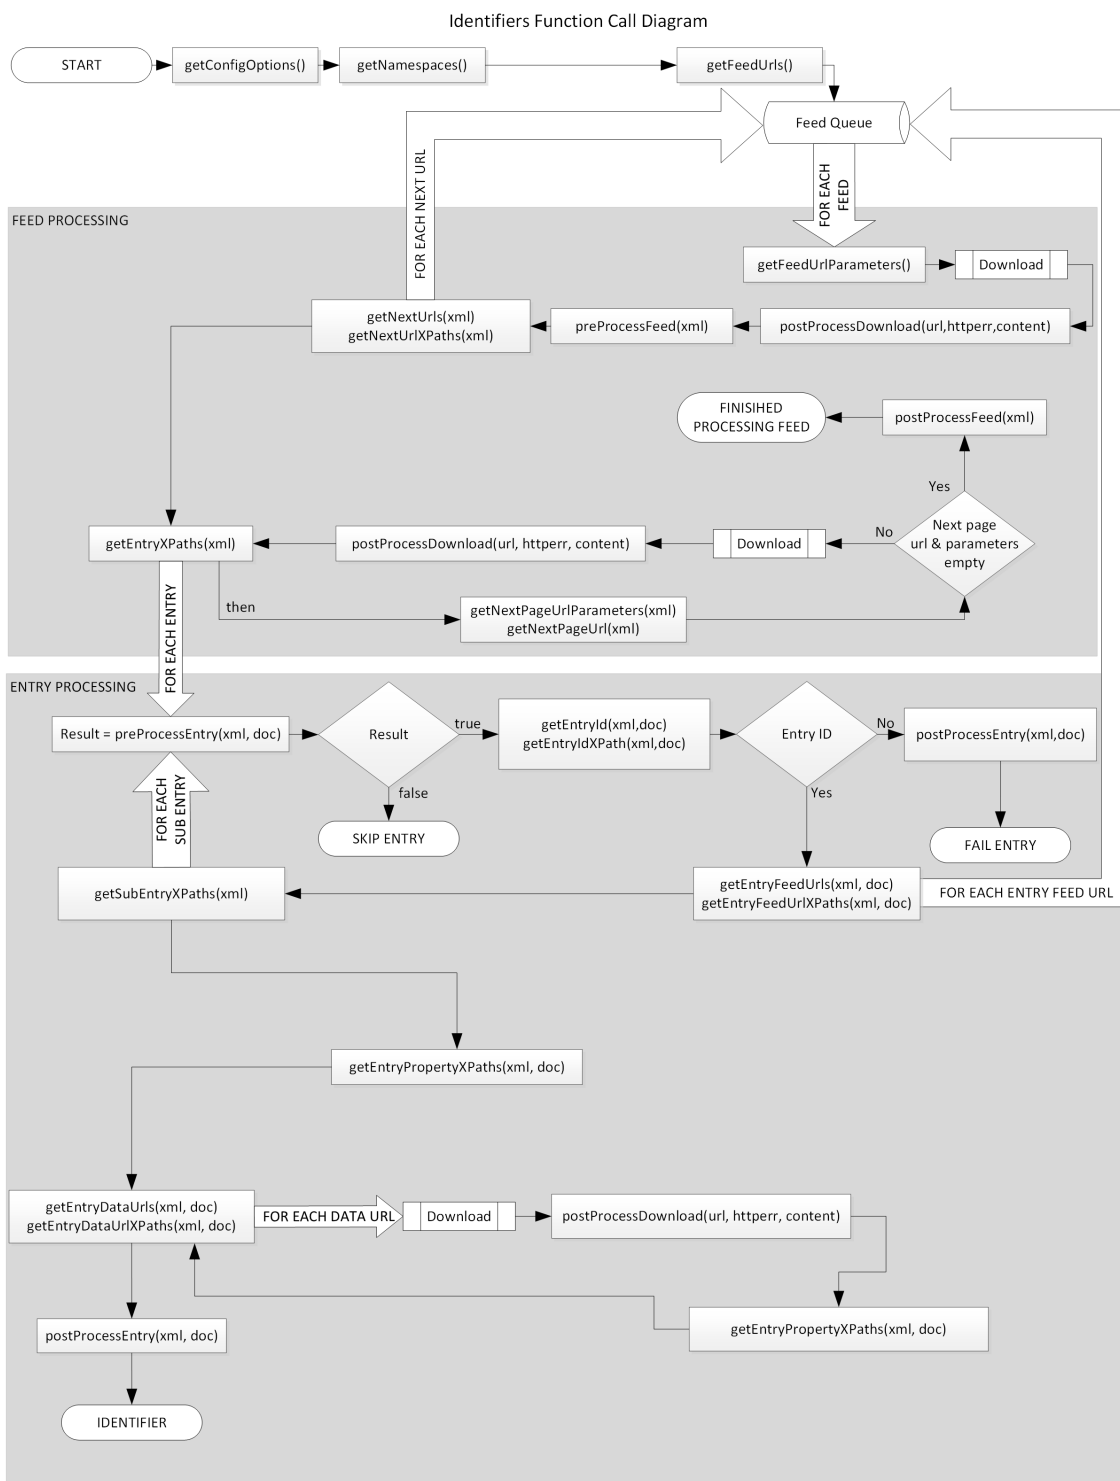 Identifiers Function Call Diagram
START
getConfigOptions()
getNamespaces()
getFeedUrls()
Feed Queue
FOR EACH
FEED
FOR EACH NEXT URL
FEED PROCESSING
getFeedUrlParameters()
Download
getNextUrls(xml)
getNextUrlXPaths(xml)
preProcessFeed(xml)
postProcessDownload(url,httperr,content)
FINISIHED
PROCESSING FEED
postProcessFeed(xml)
Yes
Next page
url & parameters
empty
No
Download
postProcessDownload(url, httperr, content)
getEntryXPaths(xml)
then
getNextPageUrlParameters(xml)
getNextPageUrl(xml)
FOR EACH ENTRY
ENTRY PROCESSING
Result = preProcessEntry(xml, doc)
Result
true
getEntryId(xml,doc)
getEntryIdXPath(xml,doc)
Entry ID
No
postProcessEntry(xml,doc)
false
Yes
SKIP ENTRY
FAIL ENTRY
FOR EACH
SUB ENTRY
getSubEntryXPaths(xml)
getEntryFeedUrls(xml, doc)
getEntryFeedUrlXPaths(xml, doc)
FOR EACH ENTRY FEED URL
getEntryPropertyXPaths(xml, doc)
getEntryDataUrls(xml, doc)
getEntryDataUrlXPaths(xml, doc)
FOR EACH DATA URL
Download
postProcessDownload(url, httperr, content)
getEntryPropertyXPaths(xml, doc)
postProcessEntry(xml, doc)
IDENTIFIER